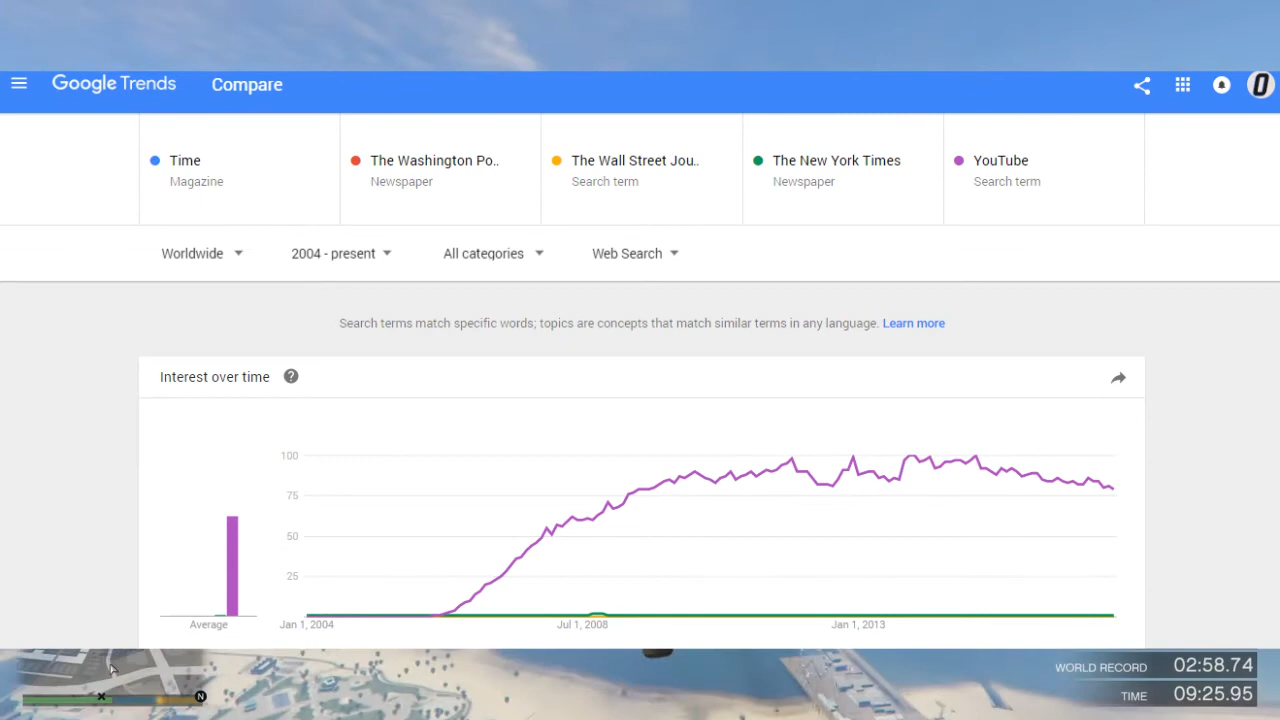 Google Trends Compare
Time
Magazine
The Washington Po..
Newspaper
The Wall Street Jou..
Search term
The New York Times
Newspaper
YouTube
Search term
Worldwide 2004 - present All categories Web Search
Search terms match specific words; topics are concepts that match similar terms in any language. Learn more
Interest over time ?
100
75
50
25
Average Jan 1, 2004 Jul 1, 2008 Jan 1, 2013
N
WORLD RECORD 02:58.74
TIME 09:25.95